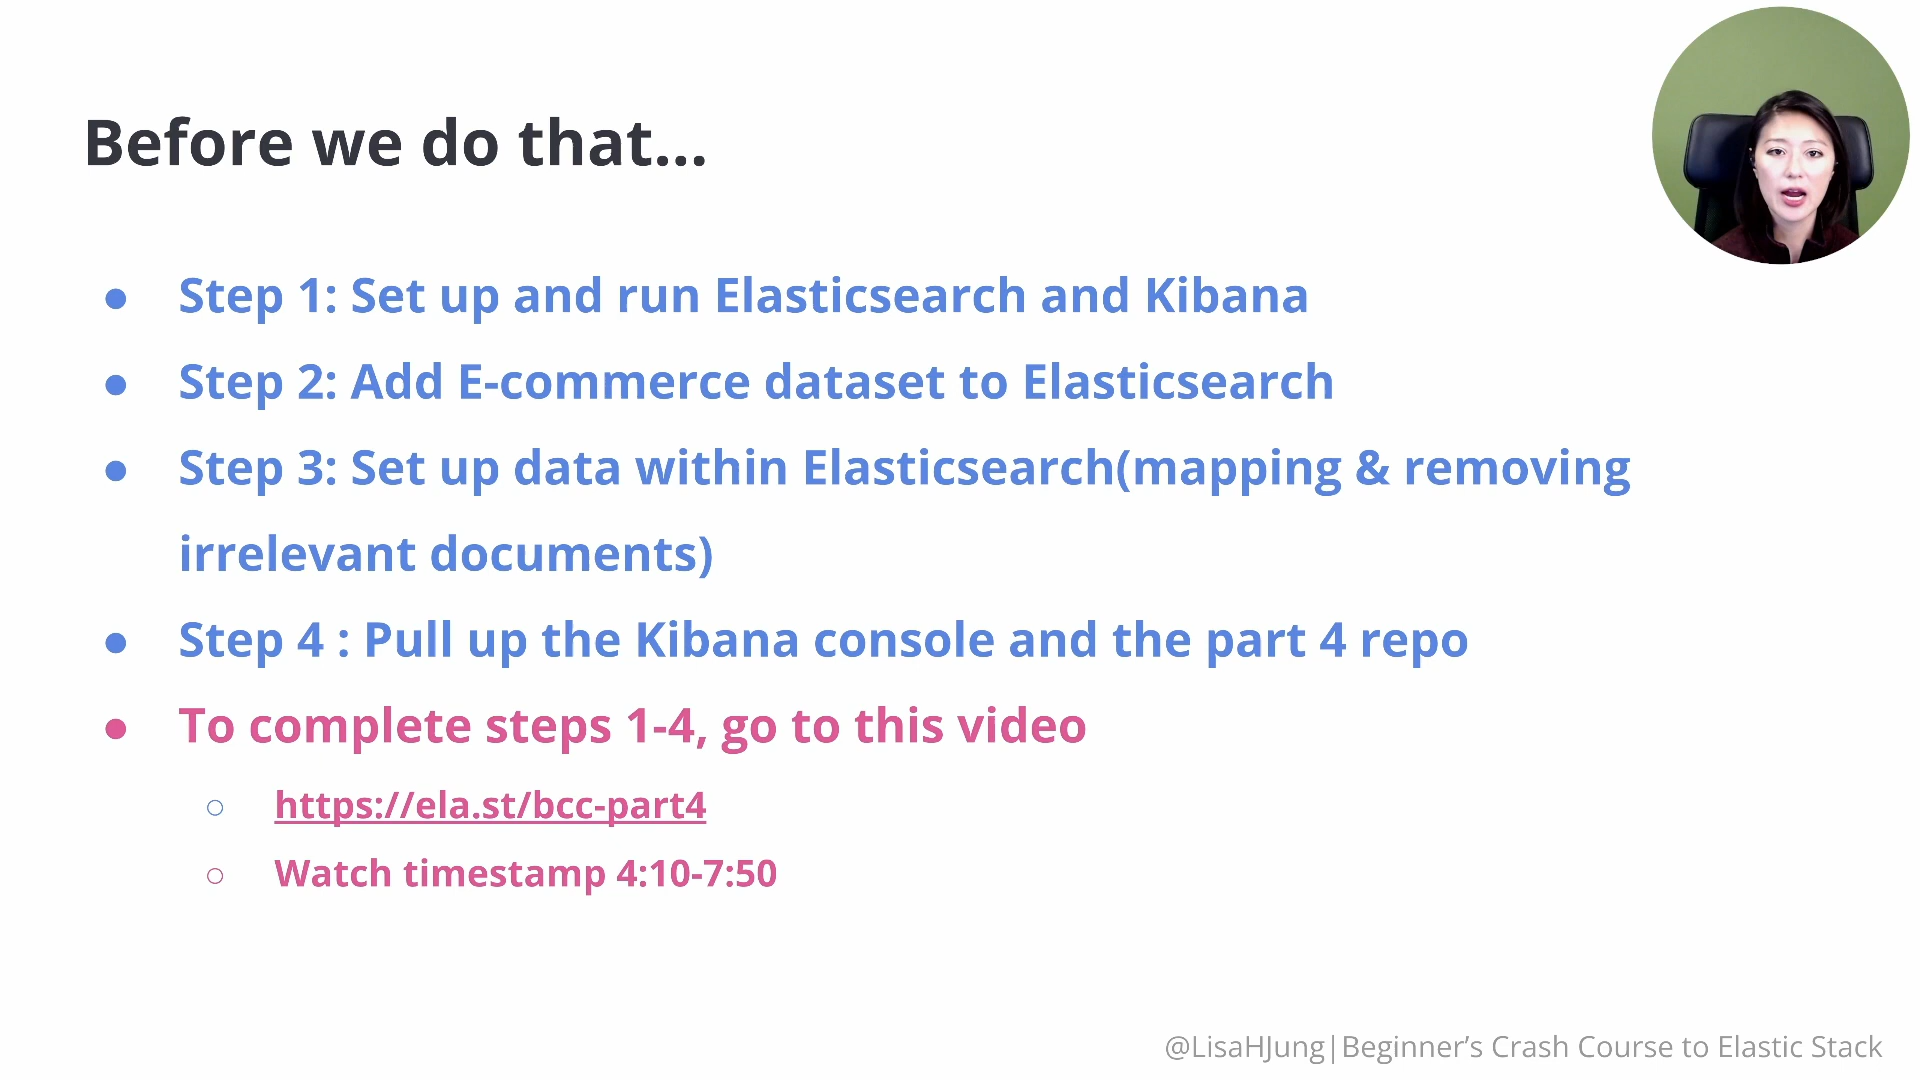 Before we do that...
● Step 1: Set up and run Elasticsearch and Kibana
● Step 2: Add E-commerce dataset to Elasticsearch
● Step 3: Set up data within Elasticsearch(mapping & removing
irrelevant documents)
● Step 4 : Pull up the Kibana console and the part 4 repo
● To complete steps 1-4, go to this video
○ https://ela.st/bcc-part4
○ Watch timestamp 4:10-7:50
@LisaHJung|Beginner’s Crash Course to Elastic Stack